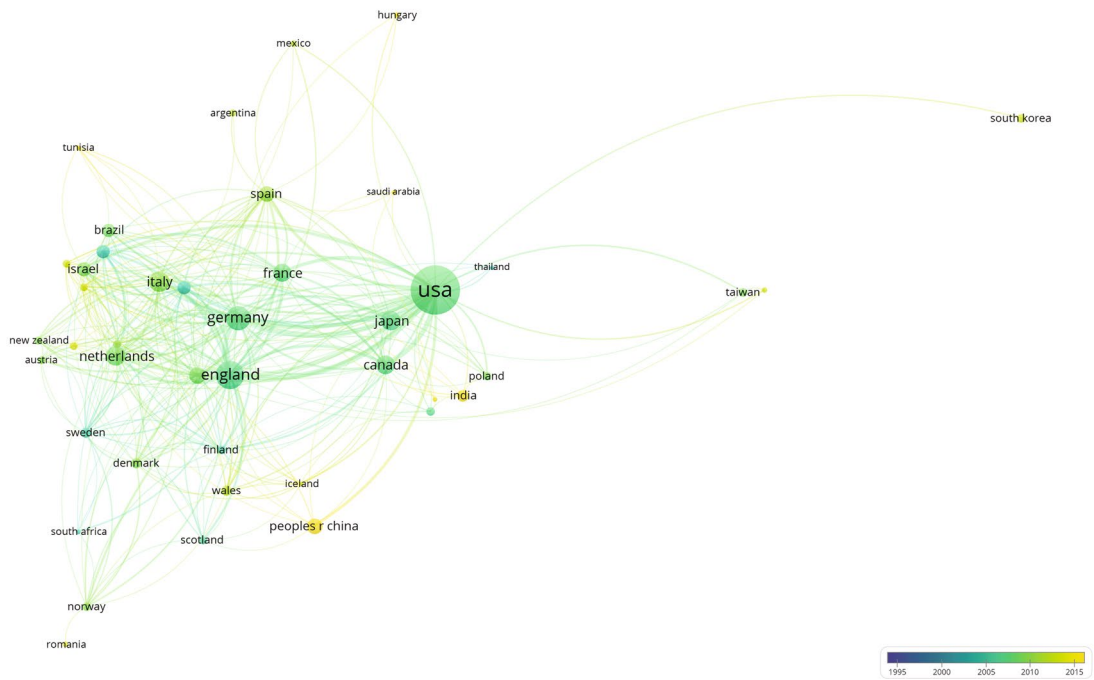 hungary
mexico
argentina
south korea
tunisia
saudi arabia
spain
brazil
israel
italy
france
thailand
usa
taiwan
germany
japan
new zealand
netherlands
austria
england
canada
poland
india
sweden
finland
denmark
iceland
wales
peoples r china
south africa
scotland
norway
romania
1995 2000 2005 2010 2015